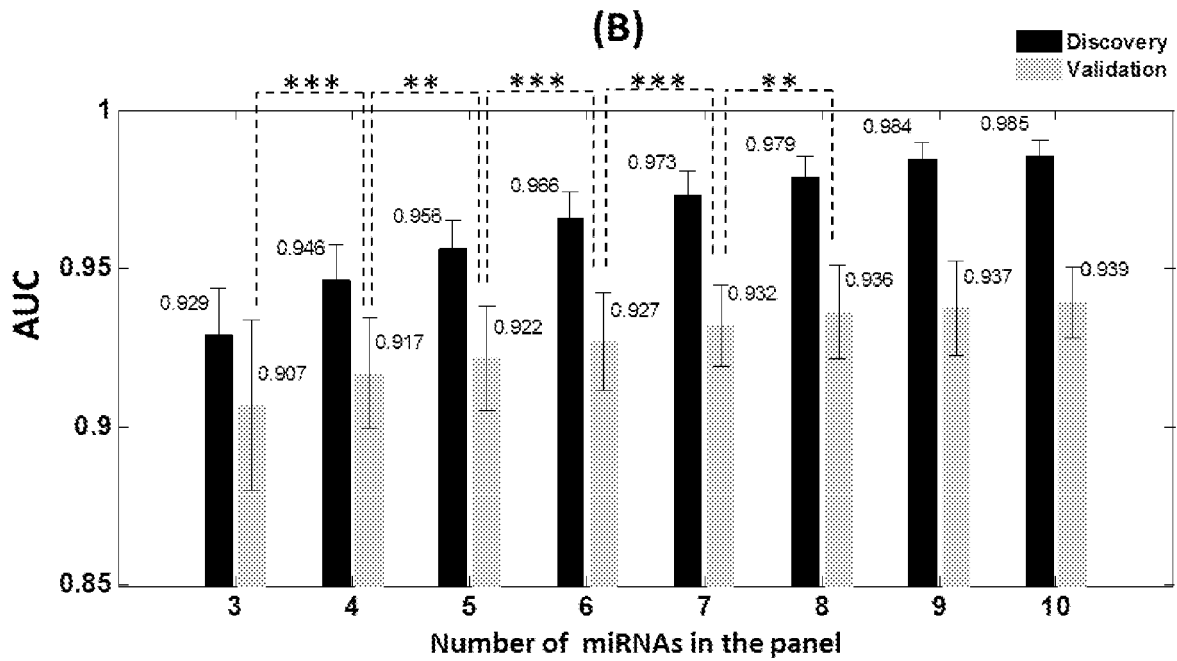 (B)
Discovery
Validation
*** ** *** *** **
1
0.95
0.9
0.85
AUC
0.929
0.907
0.946
0.917
0.956
0.922
0.966
0.927
0.973
0.932
0.979
0.936
0.984
0.937
0.985
0.939
3 4 5 6 7 8 9 10
Number of miRNAs in the panel